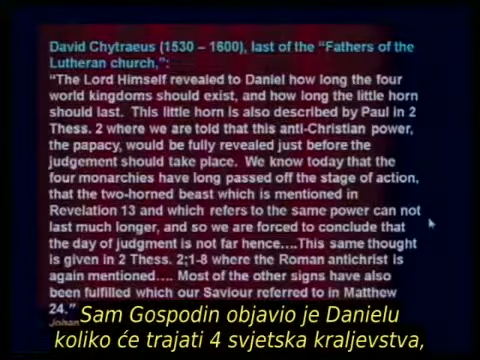 David Chytraeus (1530 – 1600), last of the “Fathers of the
Lutheran church,”:
“The Lord Himself revealed to Daniel how long the four
world kingdoms should exist, and how long the little horn
should last.  This little horn is also described by Paul in 2
Thess. 2 where we are told that this anti-Christian power,
the papacy, would be fully revealed just before the
judgement should take place.  We know today that the
four monarchies have long passed off the stage of action,
that the two-horned beast which is mentioned in
Revelation 13 and which refers to the same power can not
last much longer, and so we are forced to conclude that
the day of judgment is not far hence….This same thought
is given in 2 Thess. 2;1-8 where the Roman antichrist is
again mentioned…. Most of the other signs have also
been fulfilled which our Saviour referred to in Matthew
24.”
Sam Gospodin objavio je Danielu
koliko će trajati 4 svjetska kraljevstva,